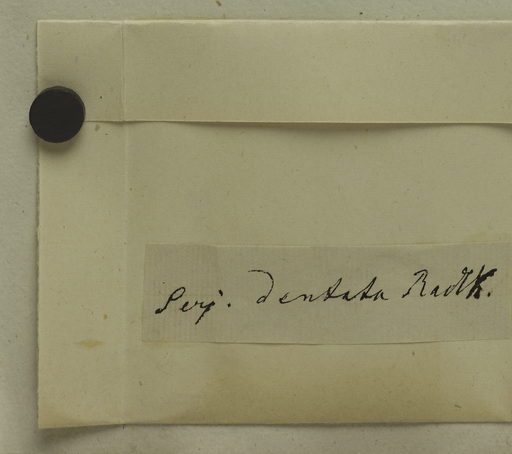 Serj. dentata Radlk.